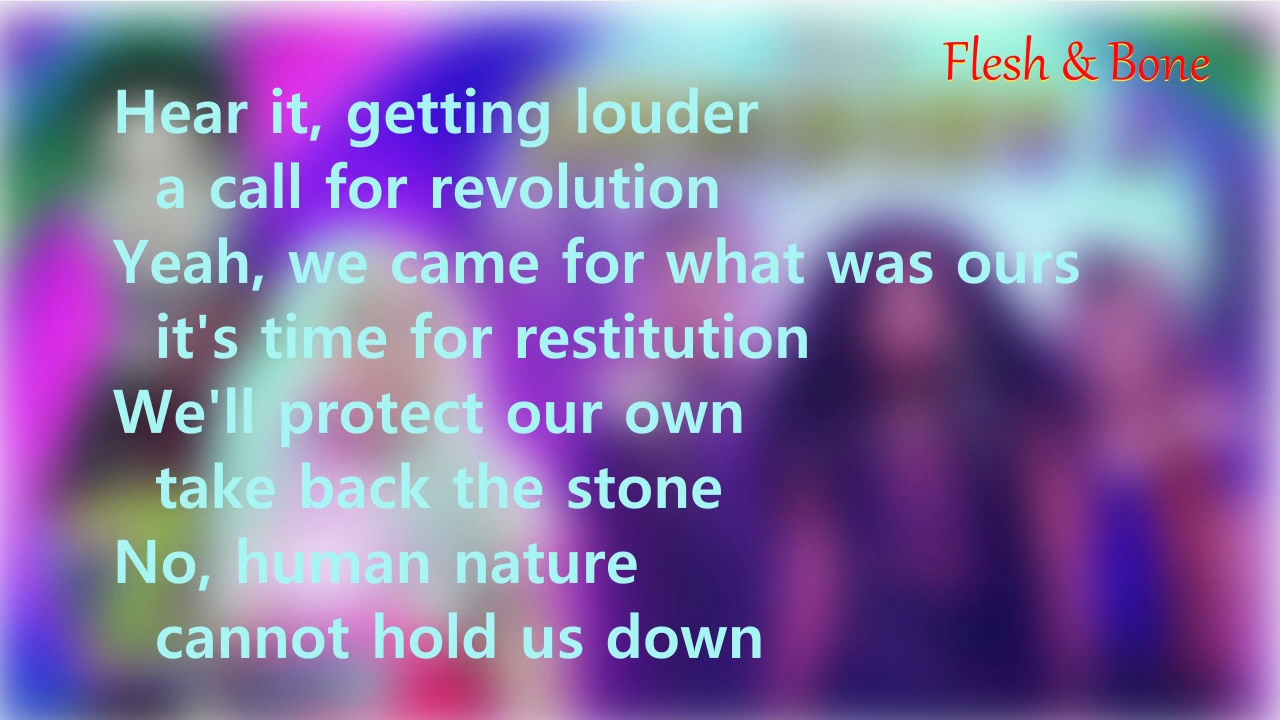 Flesh & Bone
Hear it, getting louder
a call for revolution
Yeah, we came for what was ours
it's time for restitution
We'll protect our own
take back the stone
No, human nature
cannot hold us down